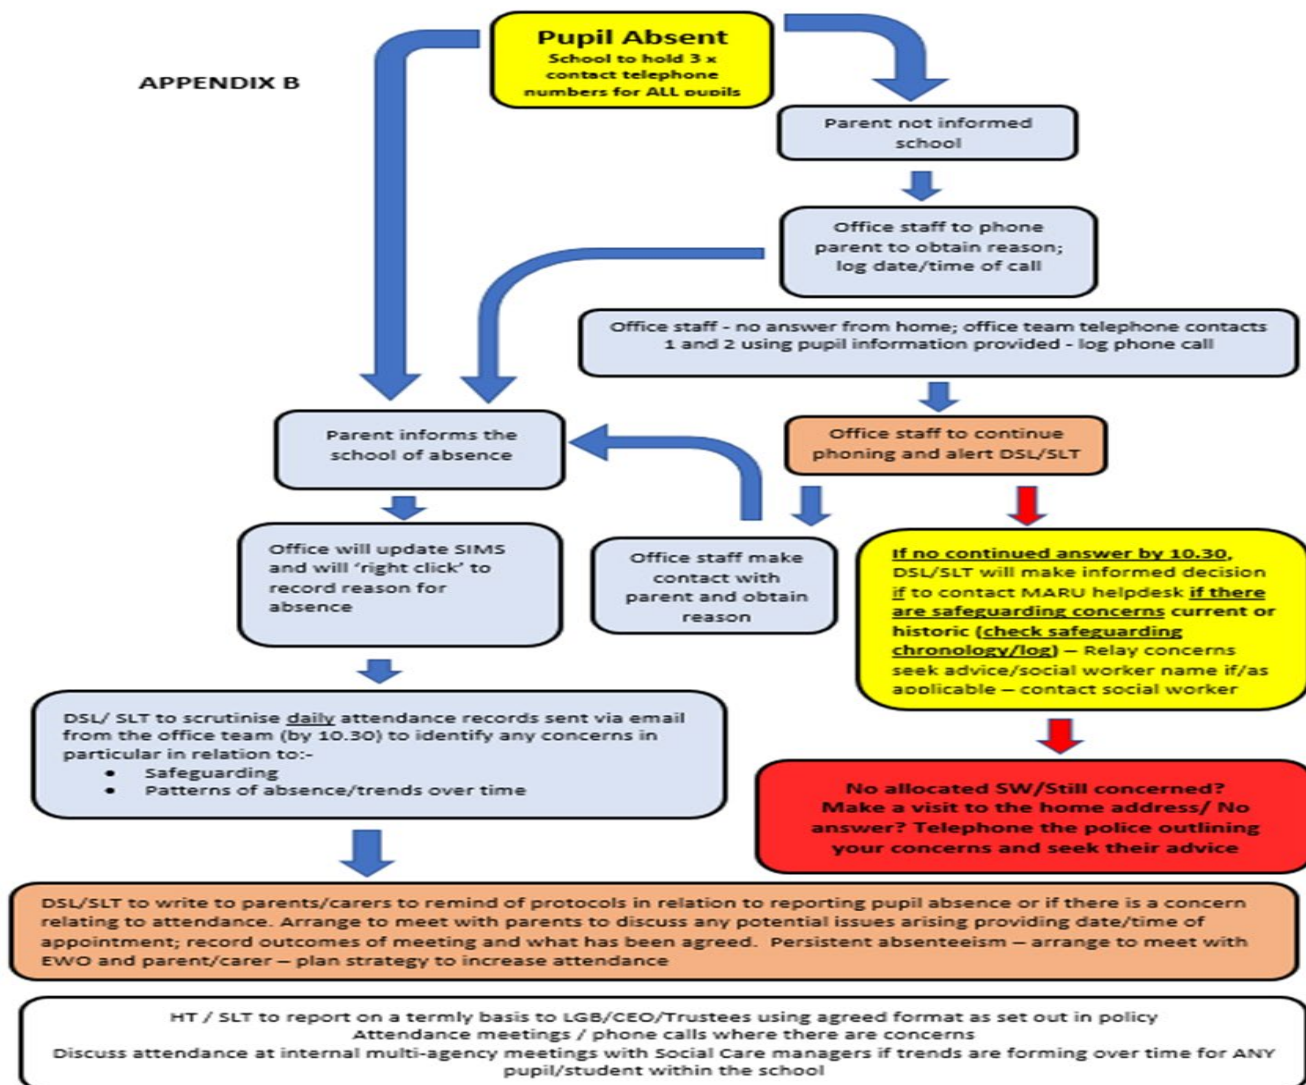 APPENDIX B
Pupil Absent
School to hold 3 x
contact telephone
numbers for ALL pupils
Parent not informed
school
Office staff to phone
parent to obtain reason;
log date/time of call
Office staff - no answer from home; office team telephone contacts
1 and 2 using pupil information provided - log phone call
Parent informs the
school of absence
Office staff to continue
phoning and alert DSL/SLT
Office will update SIMS
and will ‘right click’ to
record reason for
absence
Office staff make
contact with
parent and obtain
reason
If no continued answer by 10.30,
DSL/SLT will make informed decision
if to contact MARU helpdesk if there
are safeguarding concerns current or
historic (check safeguarding
chronology/log) – Relay concerns
seek advice/social worker name if/as
applicable – contact social worker
DSL/ SLT to scrutinise daily attendance records sent via email
from the office team (by 10.30) to identify any concerns in
particular in relation to:-
• Safeguarding
• Patterns of absence/trends over time
No allocated SW/Still concerned?
Make a visit to the home address/ No
answer? Telephone the police outlining
your concerns and seek their advice
DSL/SLT to write to parents/carers to remind of protocols in relation to reporting pupil absence or if there is a concern
relating to attendance. Arrange to meet with parents to discuss any potential issues arising providing date/time of
appointment; record outcomes of meeting and what has been agreed.  Persistent absenteeism – arrange to meet with
EWO and parent/carer – plan strategy to increase attendance
HT / SLT to report on a termly basis to LGB/CEO/Trustees using agreed format as set out in policy
Attendance meetings / phone calls where there are concerns
Discuss attendance at internal multi-agency meetings with Social Care managers if trends are forming over time for ANY
pupil/student within the school